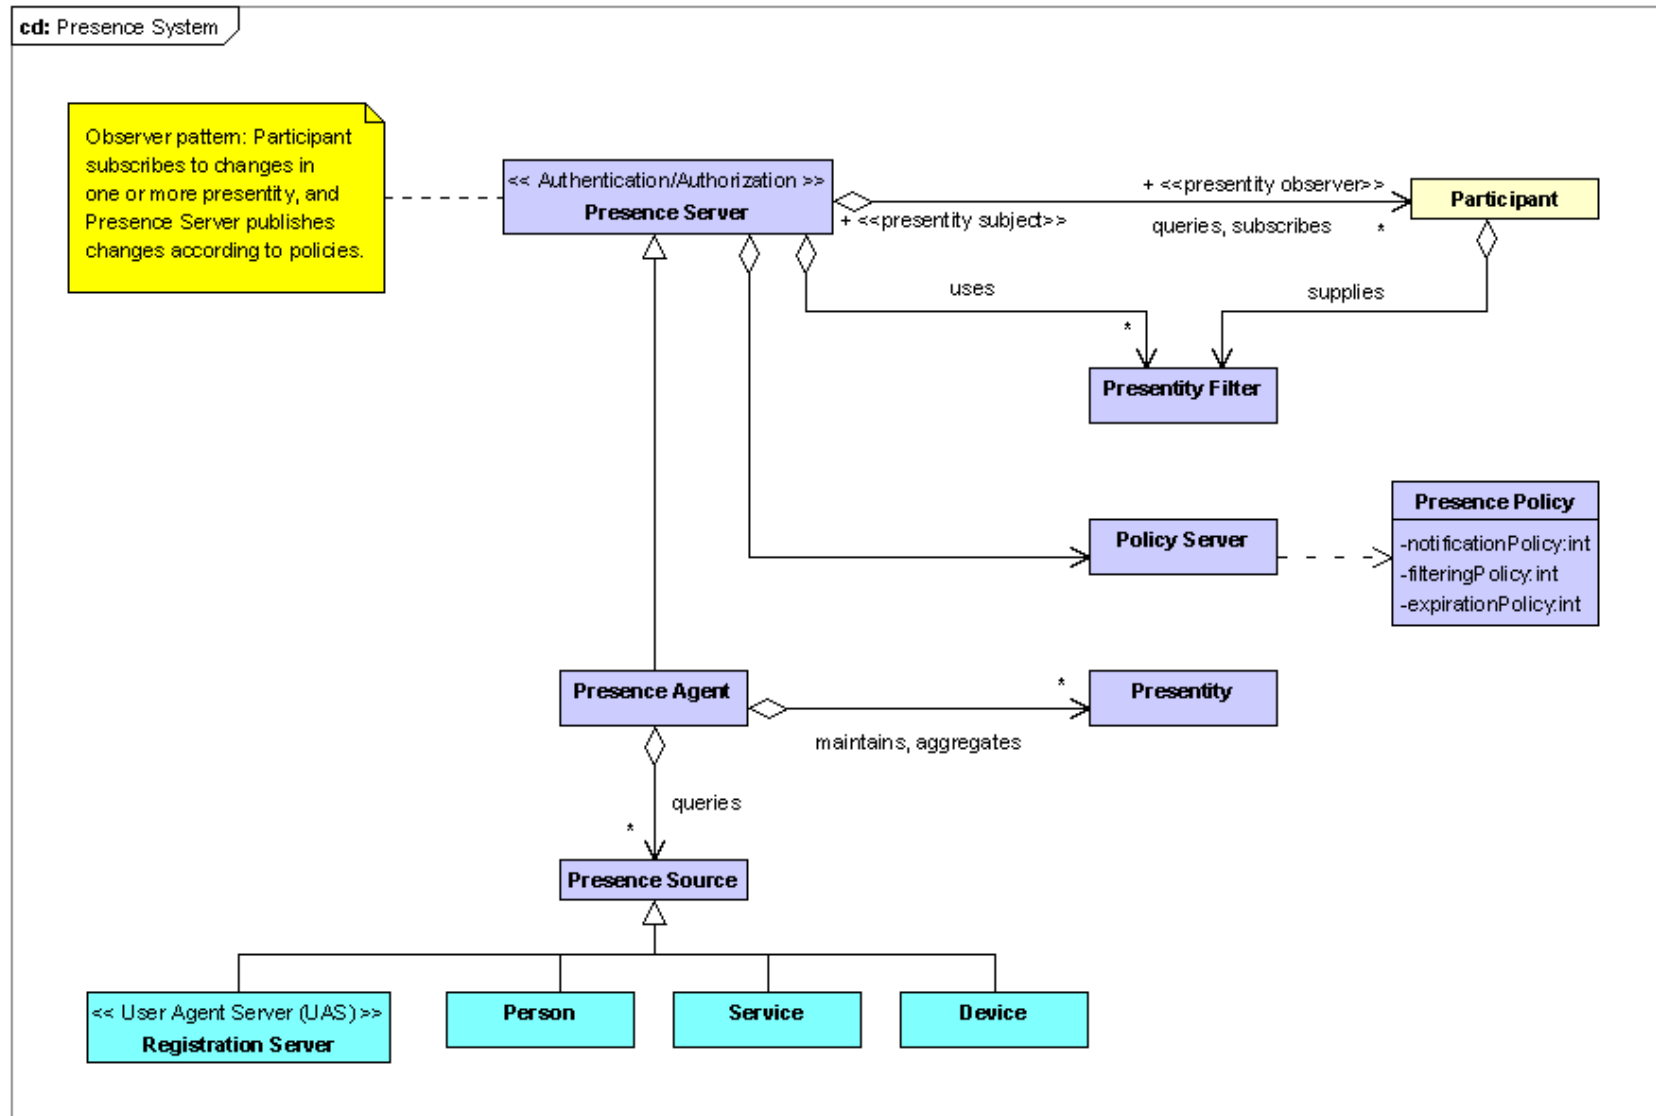 cd: Presence System
Observer pattern: Participant
subscribes to changes in
one or more presentity, and
Presence Server publishes
changes according to policies.
<< Authentication/Authorization >>
Presence Server
+ <<presentity subject>>
+ <<presentity observer>>
queries, subscribes
*
Participant
uses
*
supplies
Presentity Filter
Policy Server
Presence Policy
-notificationPolicy:int
-filteringPolicy:int
-expirationPolicy:int
Presence Agent
*
maintains, aggregates
Presentity
queries
*
Presence Source
<< User Agent Server (UAS) >>
Registration Server
Person
Service
Device